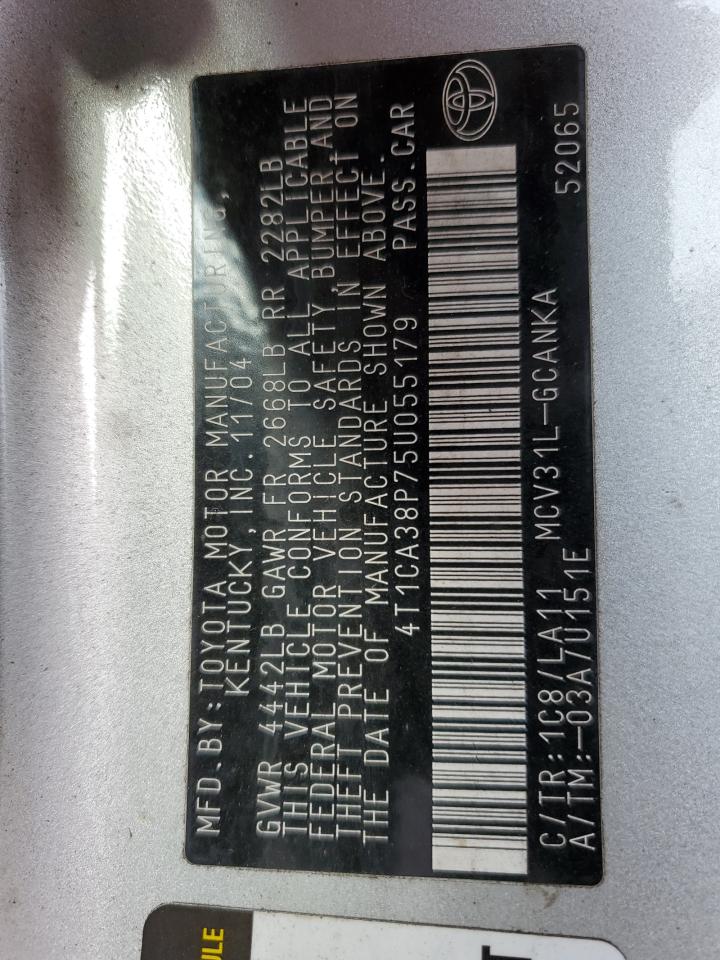 MFD.BY:TOYOTA MOTOR MANUFACTURING,
KENTUCKY,INC.11/04
GVWR 4442LB GAWR FR 2668LB RR 2282LB
THIS VEHICLE CONFORMS TO ALL APPLICABLE
FEDERAL MOTOR VEHICLE SAFETY,BUMPER,AND
THEFT PREVENTION STANDARDS IN EFFECT ON
THE DATE OF MANUFACTURE SHOWN ABOVE.
4T1CA38P75U055179 PASS.CAR
C/TR:1C8/LA11 MCV31L-GCANKA 52065
A/TM:-03A/U0151E